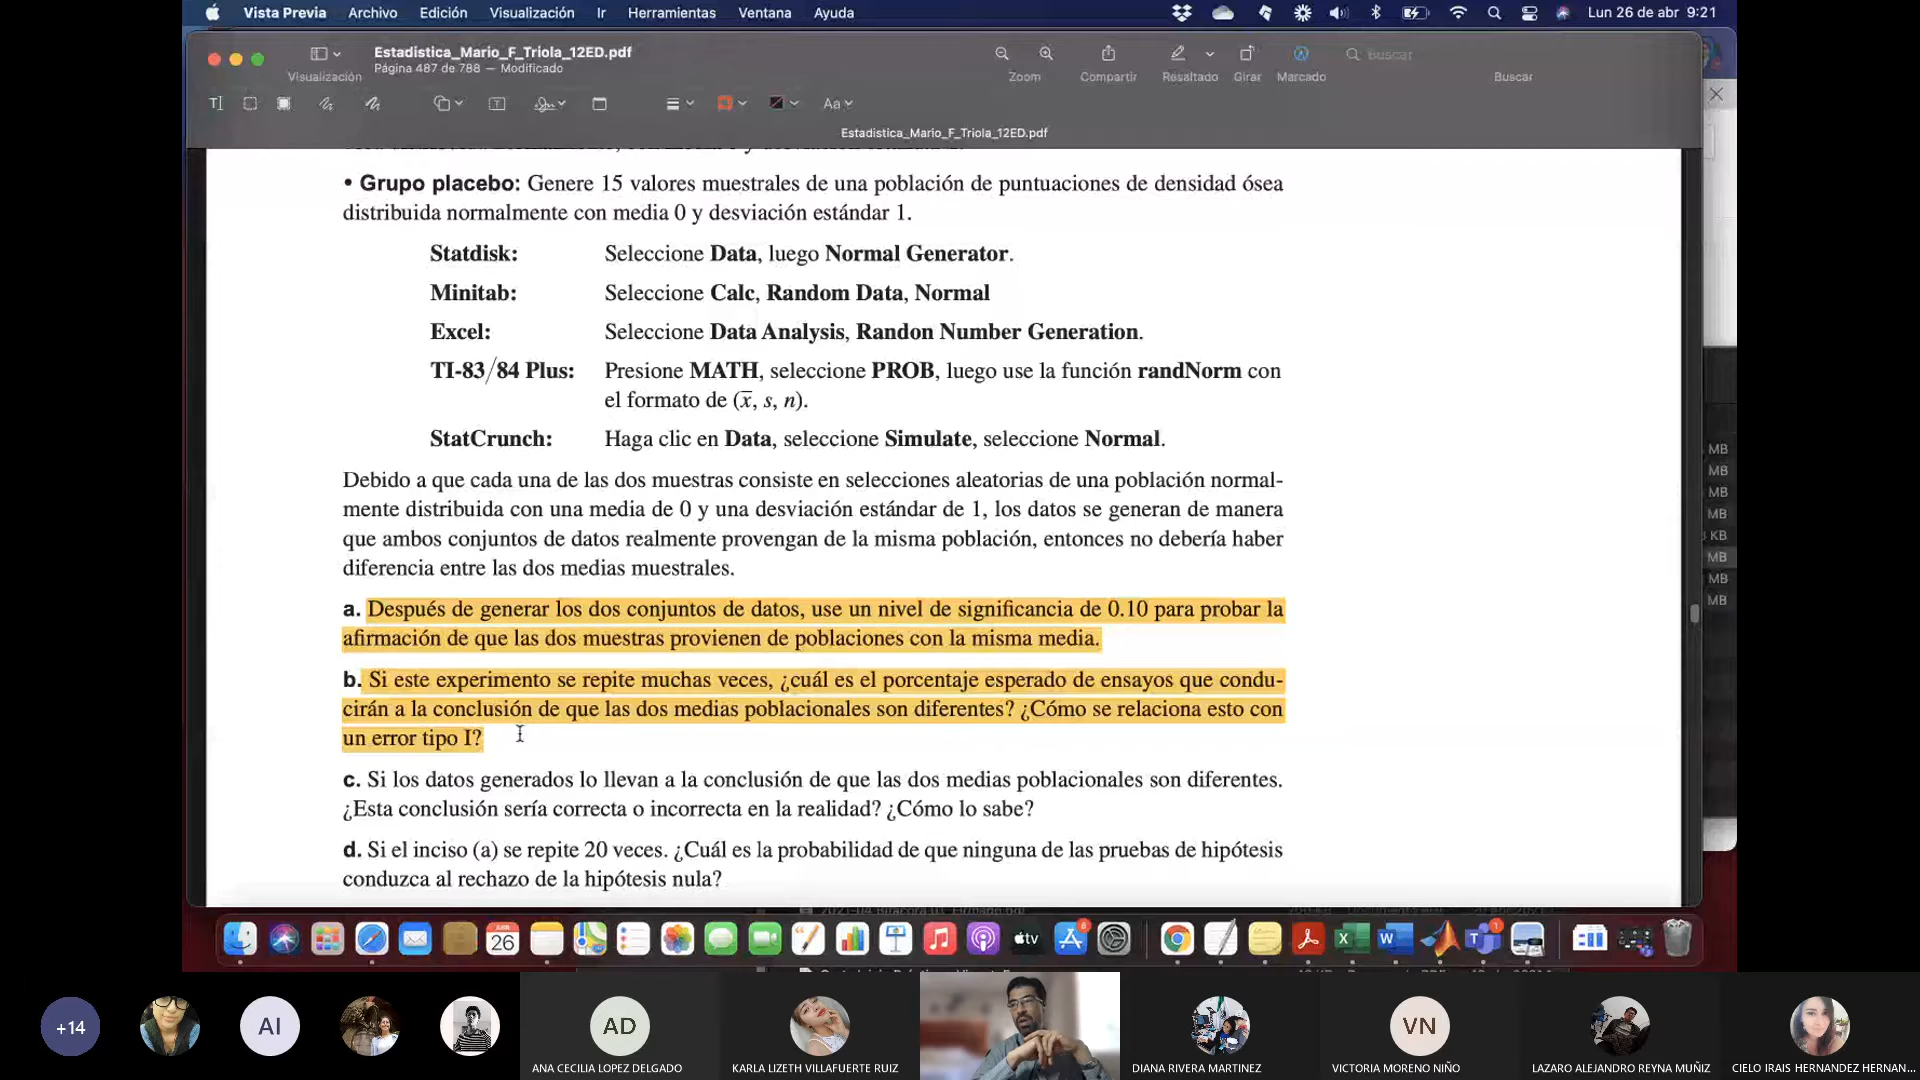 Vista Previa Archivo Edición Visualización Ir Herramientas Ventana Ayuda Lun 26 de abr 9:21
Estadistica_Mario_F_Triola_12ED.pdf
Página 487 de 788 — Modificado
Buscar
Visualización Zoom Compartir Resaltado Girar Marcado Buscar
Aa
Estadistica_Mario_F_Triola_12ED.pdf
• Grupo placebo: Genere 15 valores muestrales de una población de puntuaciones de densidad ósea
distribuida normalmente con media 0 y desviación estándar 1.
Statdisk: Seleccione Data, luego Normal Generator.
Minitab: Seleccione Calc, Random Data, Normal
Excel: Seleccione Data Analysis, Randon Number Generation.
TI-83/84 Plus: Presione MATH, seleccione PROB, luego use la función randNorm con
el formato de (x̅, s, n).
StatCrunch: Haga clic en Data, seleccione Simulate, seleccione Normal.
Debido a que cada una de las dos muestras consiste en selecciones aleatorias de una población normal-
mente distribuida con una media de 0 y una desviación estándar de 1, los datos se generan de manera
que ambos conjuntos de datos realmente provengan de la misma población, entonces no debería haber
diferencia entre las dos medias muestrales.
a. Después de generar los dos conjuntos de datos, use un nivel de significancia de 0.10 para probar la
afirmación de que las dos muestras provienen de poblaciones con la misma media.
b. Si este experimento se repite muchas veces, ¿cuál es el porcentaje esperado de ensayos que condu-
cirán a la conclusión de que las dos medias poblacionales son diferentes? ¿Cómo se relaciona esto con
un error tipo I?
c. Si los datos generados lo llevan a la conclusión de que las dos medias poblacionales son diferentes.
¿Esta conclusión sería correcta o incorrecta en la realidad? ¿Cómo lo sabe?
d. Si el inciso (a) se repite 20 veces. ¿Cuál es la probabilidad de que ninguna de las pruebas de hipótesis
conduzca al rechazo de la hipótesis nula?
MB
MB
MB
MB
KB
MB
MB
MB
26
tv
+14
AI
AD
VN
ANA CECILIA LOPEZ DELGADO
KARLA LIZETH VILLAFUERTE RUIZ
DIANA RIVERA MARTINEZ
VICTORIA MORENO NIÑO
LAZARO ALEJANDRO REYNA MUÑIZ
CIELO IRAIS HERNANDEZ HERNAN...